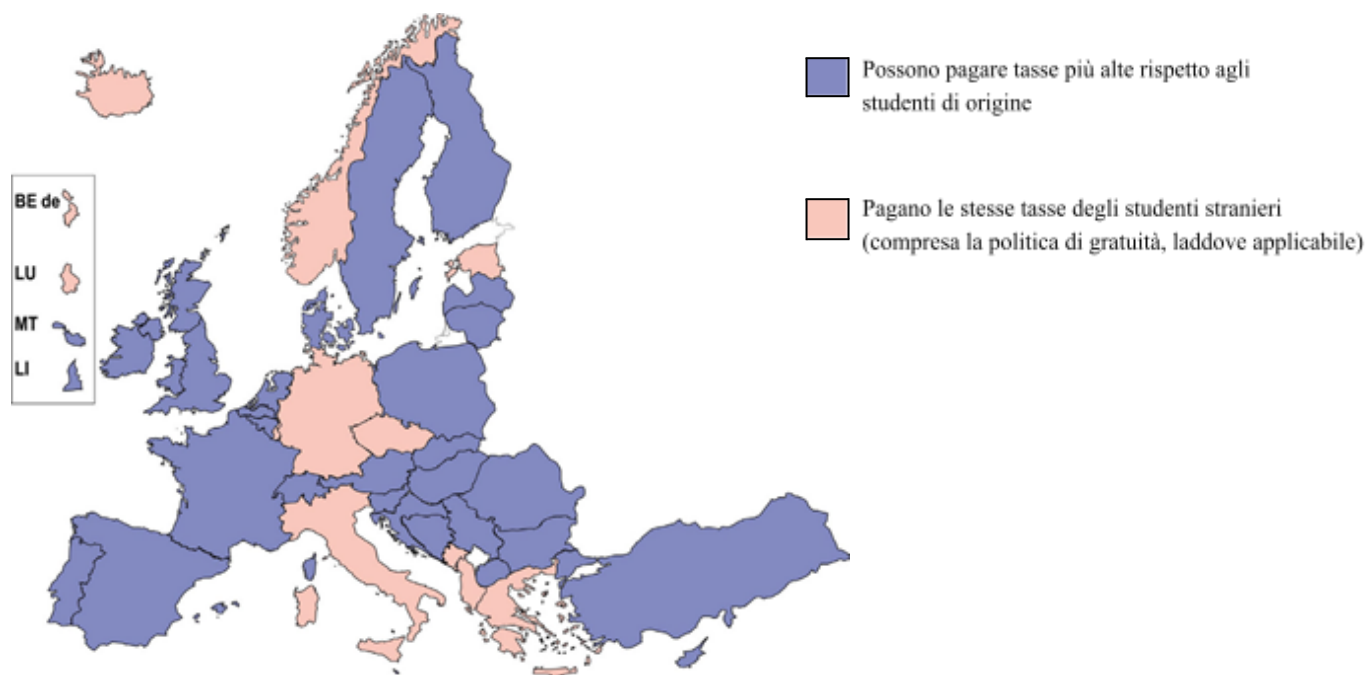 Possono pagare tasse più alte rispetto agli
studenti di origine
Pagano le stesse tasse degli studenti stranieri
(compresa la politica di gratuità, laddove applicabile)
BE de
LU
MT
LI